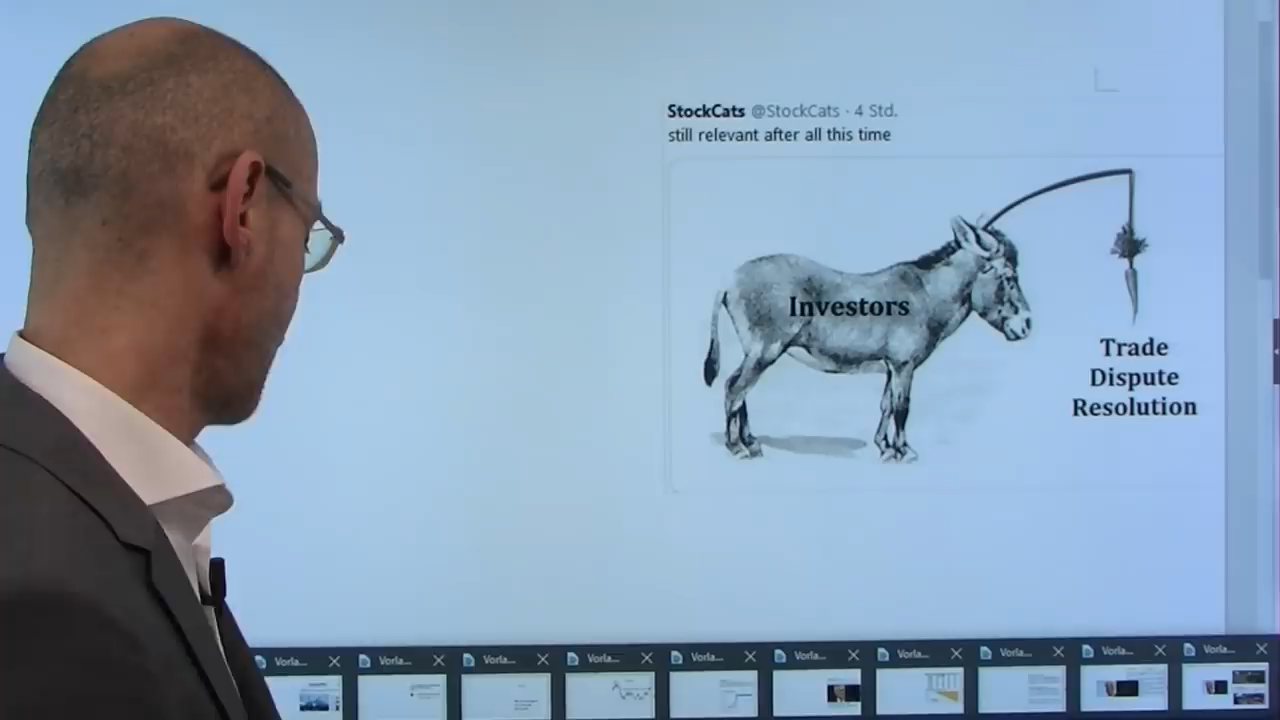 StockCats @StockCats · 4 Std.
still relevant after all this time
Investors
Trade
Dispute
Resolution
Vorla...
Vorla...
Vorla...
Vorla...
Vorla...
Vorla...
Vorla...
Vorla...
Vorla...
Vorla...